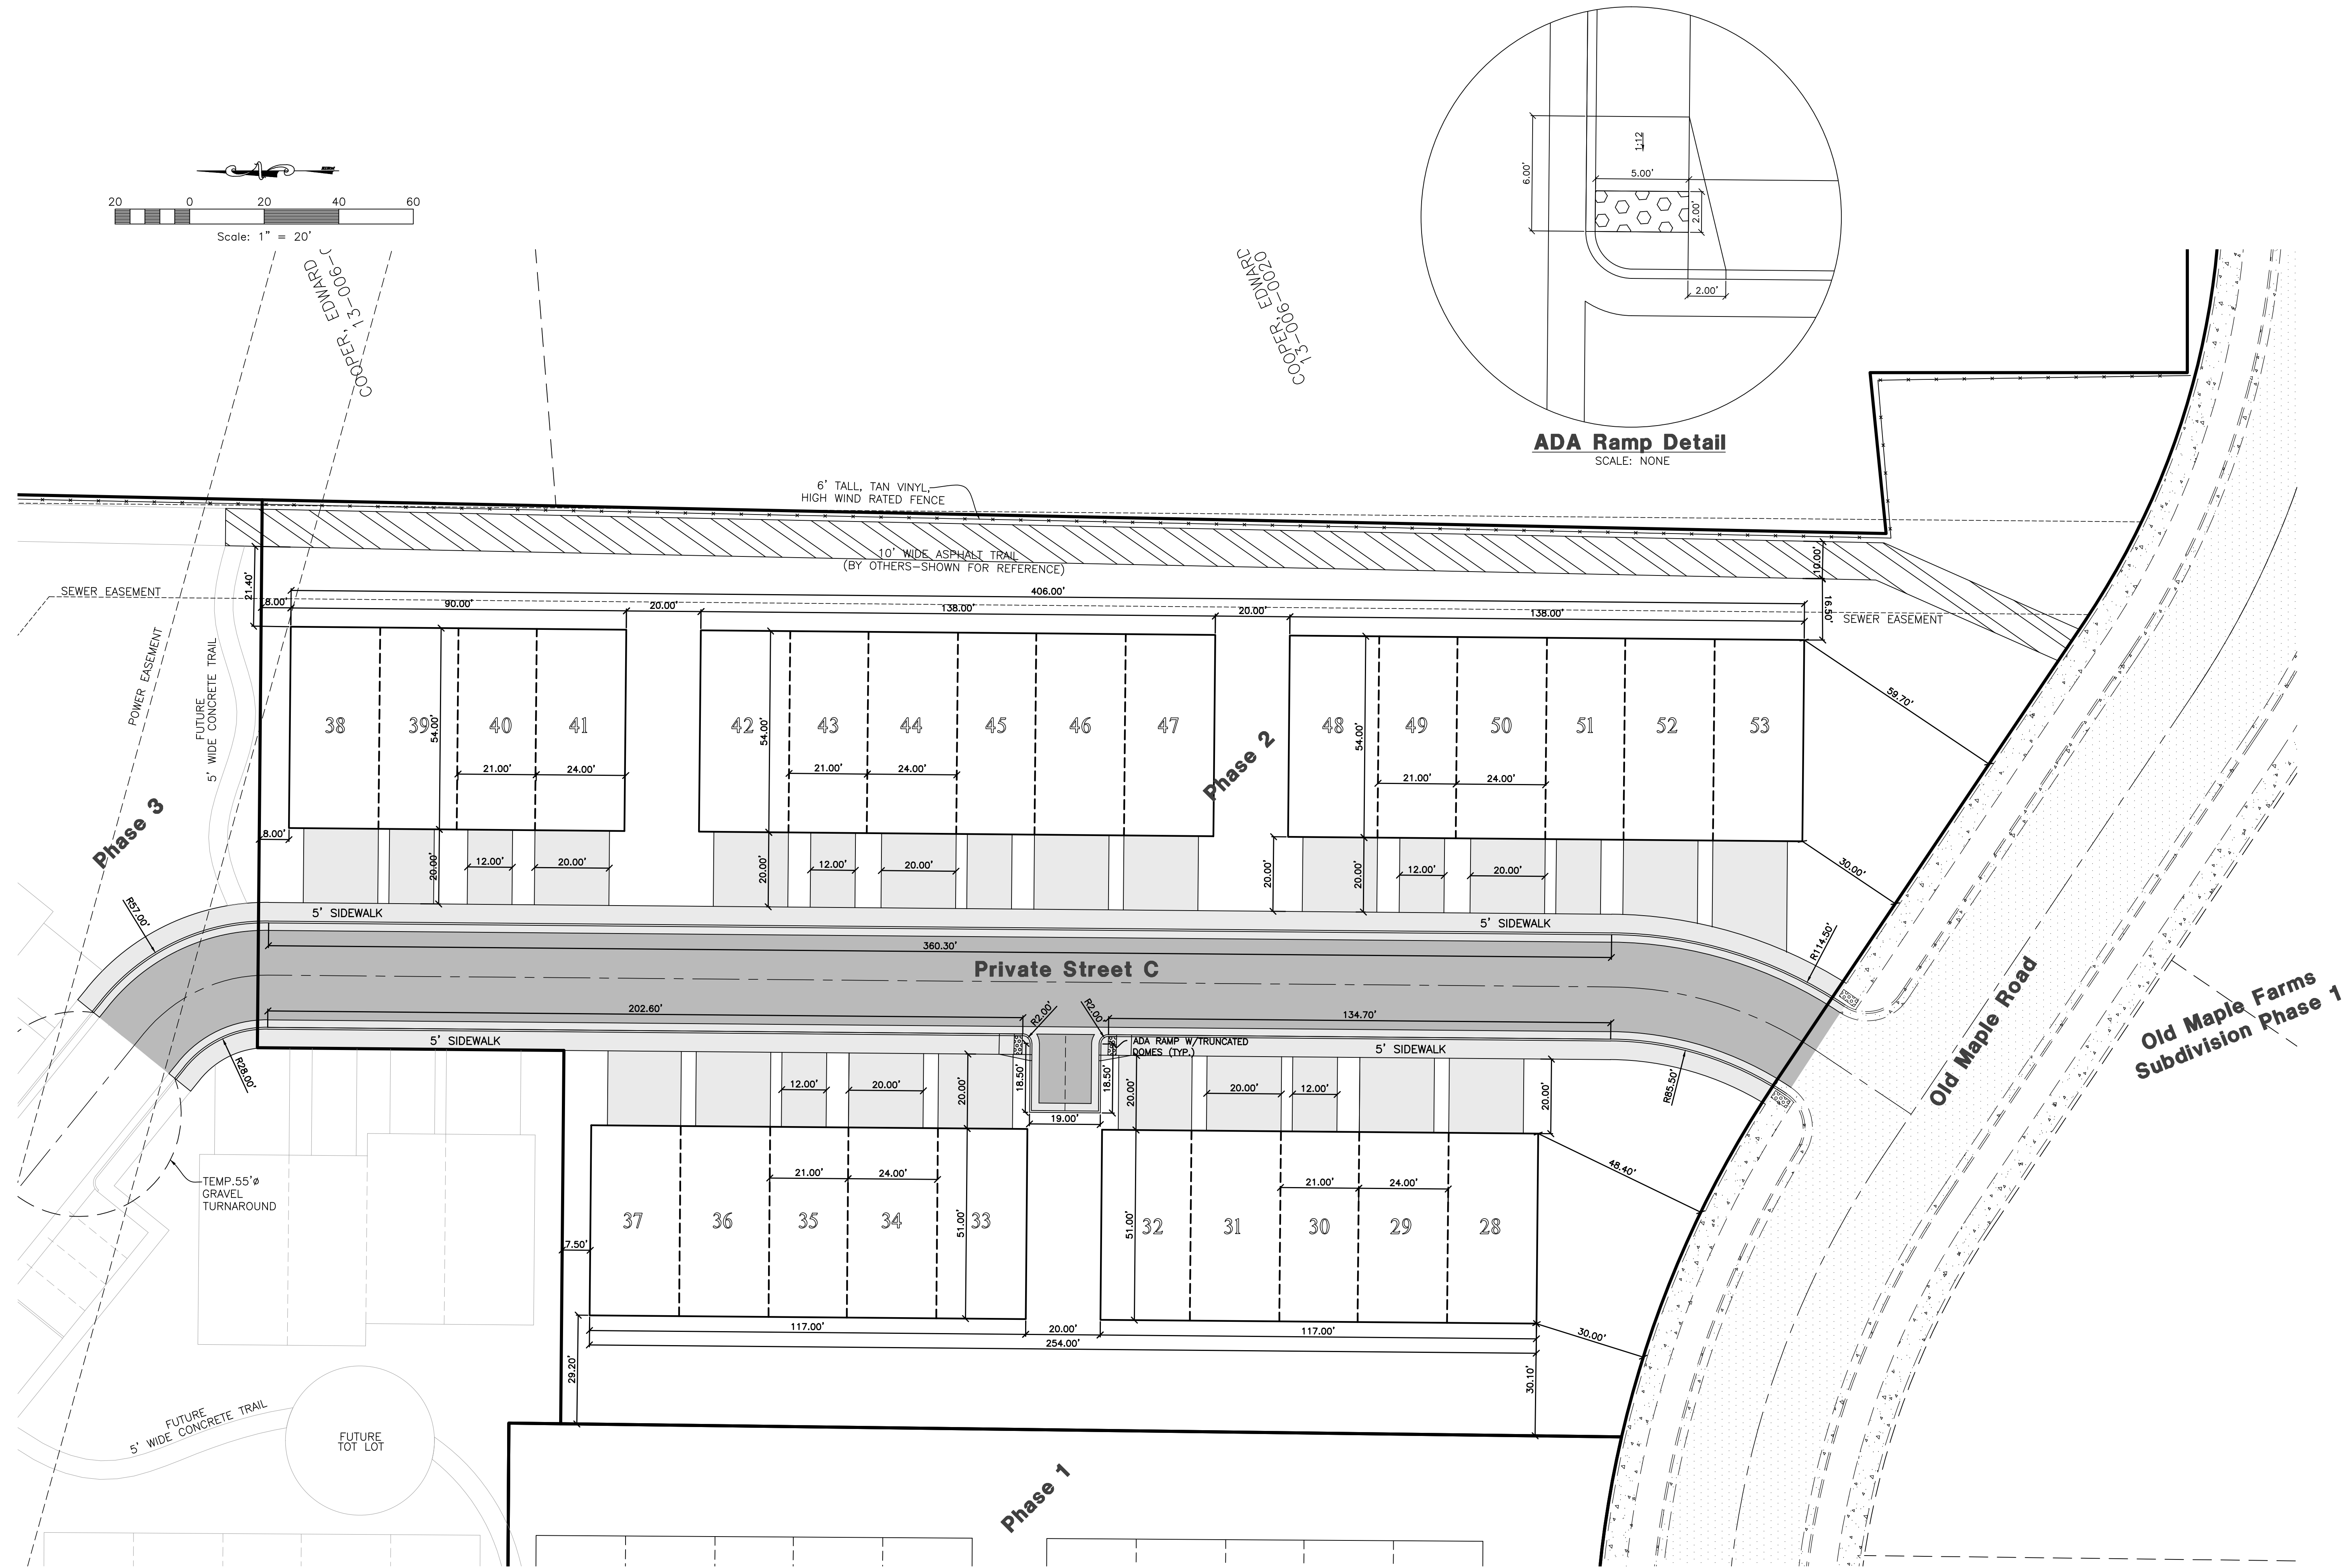 20 0 20 40 60
Scale: 1" = 20'
COOPER, EDWARD
13-006-
COOPER, EDWARD
13-006-0020
6.00'
1:12
5.00'
2.00'
2.00'
ADA Ramp Detail
SCALE: NONE
6' TALL, TAN VINYL,
HIGH WIND RATED FENCE
10' WIDE ASPHALT TRAIL
(BY OTHERS-SHOWN FOR REFERENCE)
10.00'
21.40'
SEWER EASEMENT
406.00'
8.00' 90.00' 20.00' 138.00' 20.00' 138.00'
16.50'
SEWER EASEMENT
POWER EASEMENT
FUTURE
5' WIDE CONCRETE TRAIL
59.70'
38 39 40 41 42 43 44 45 46 47 48 49 50 51 52 53
54.00' 54.00' 54.00'
Phase 2
21.00' 24.00' 21.00' 24.00' 21.00' 24.00'
Phase 3
8.00'
20.00' 12.00' 20.00' 20.00' 12.00' 20.00' 20.00' 20.00' 12.00' 20.00'
30.00'
R57.00'
5' SIDEWALK
5' SIDEWALK
R114.50'
360.30'
Private Street C
202.60' R2.00' R2.00' 134.70'
5' SIDEWALK
ADA RAMP W/TRUNCATED
DOMES (TYP.)
5' SIDEWALK
R28.00'
R85.50'
18.50' 18.50'
12.00' 20.00' 20.00' 20.00' 20.00' 12.00' 20.00'
19.00'
Old Maple Road
Old Maple Farms
Subdivision Phase 1
48.40'
TEMP.55'ø
GRAVEL
TURNAROUND
21.00' 24.00' 21.00' 24.00'
37 36 35 34 33 32 31 30 29 28
51.00' 51.00'
7.50'
117.00' 20.00' 117.00'
254.00'
30.00'
29.20'
30.10'
FUTURE
5' WIDE CONCRETE TRAIL
FUTURE
TOT LOT
Phase 1